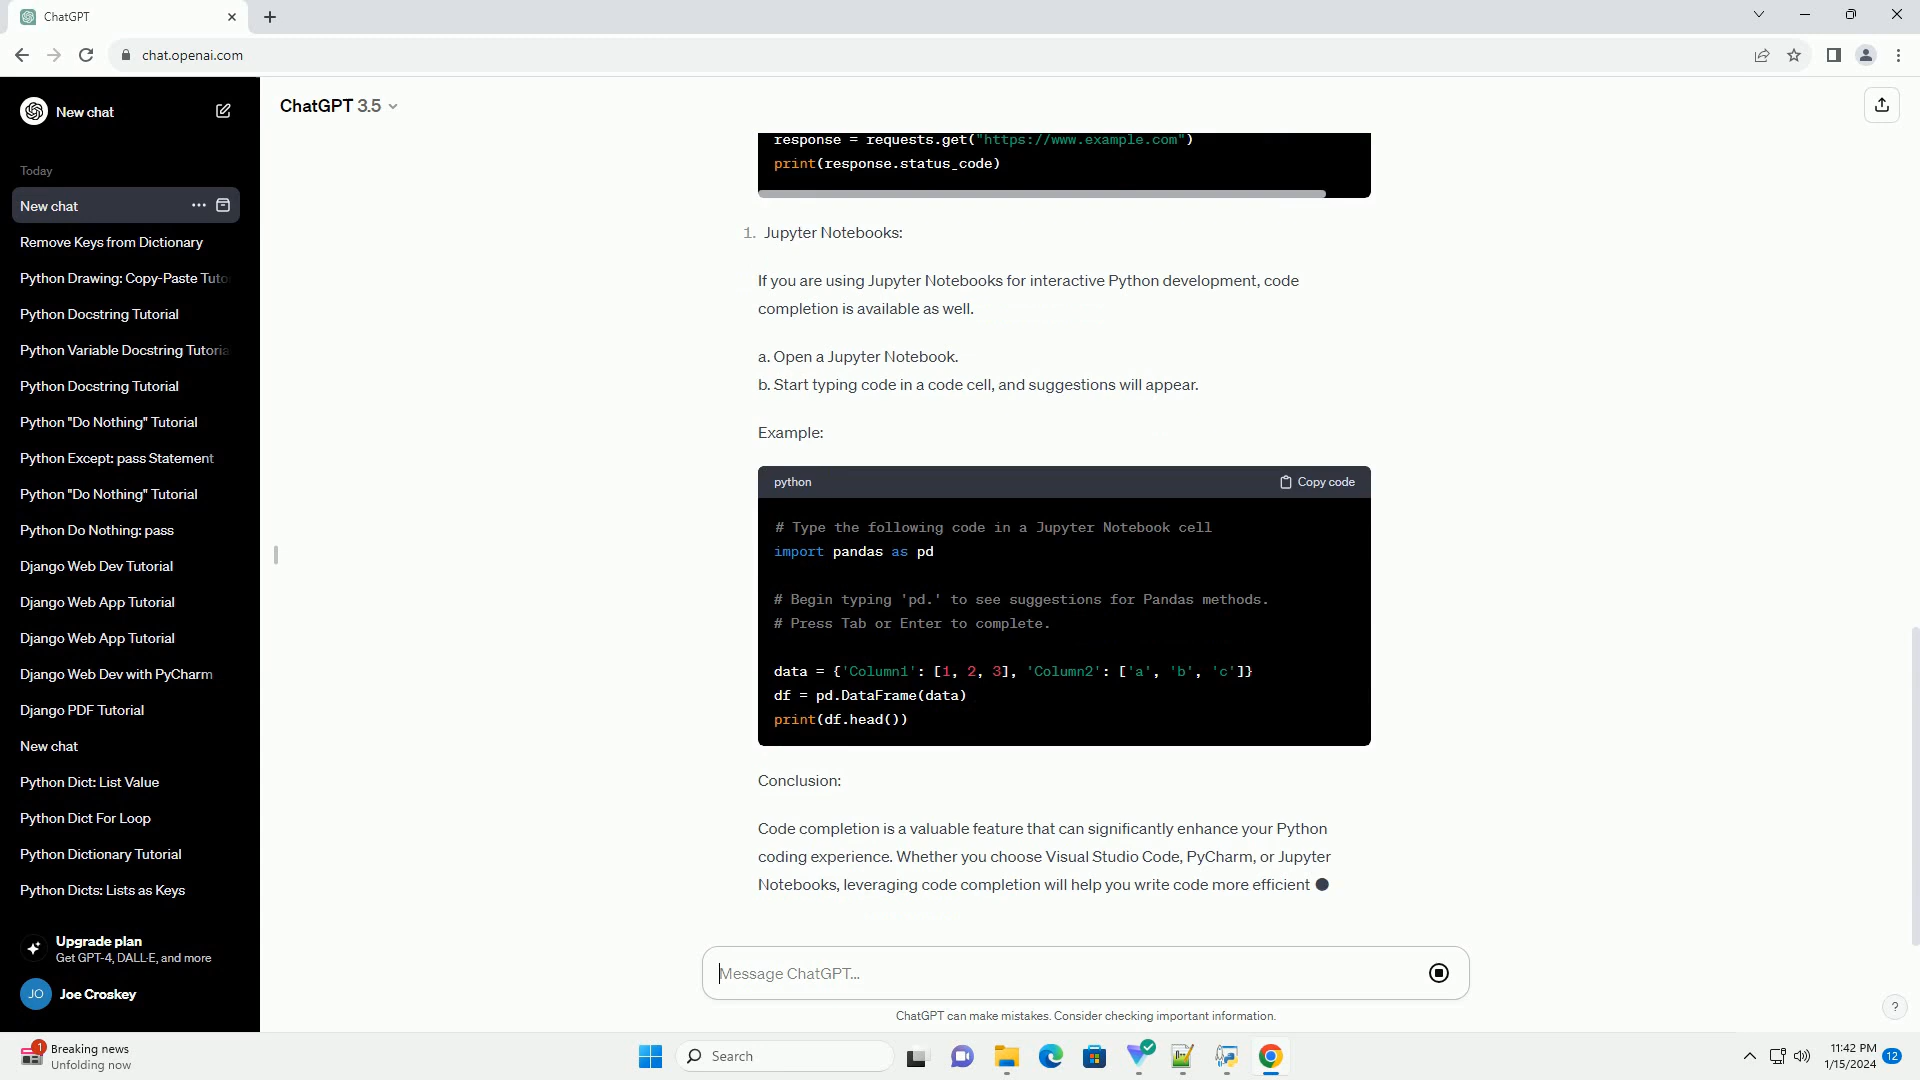 ChatGPT
chat.openai.com
New chat
Today
New chat
Remove Keys from Dictionary
Python Drawing: Copy-Paste Tuto
Python Docstring Tutorial
Python Variable Docstring Tutoria
Python Docstring Tutorial
Python "Do Nothing" Tutorial
Python Except: pass Statement
Python "Do Nothing" Tutorial
Python Do Nothing: pass
Django Web Dev Tutorial
Django Web App Tutorial
Django Web App Tutorial
Django Web Dev with PyCharm
Django PDF Tutorial
New chat
Python Dict: List Value
Python Dict For Loop
Python Dictionary Tutorial
Python Dicts: Lists as Keys
Upgrade plan
Get GPT-4, DALL·E, and more
JO Joe Croskey
ChatGPT 3.5
response = requests.get("https://www.example.com")
print(response.status_code)
1. Jupyter Notebooks:
If you are using Jupyter Notebooks for interactive Python development, code
completion is available as well.
a. Open a Jupyter Notebook.
b. Start typing code in a code cell, and suggestions will appear.
Example:
python Copy code
# Type the following code in a Jupyter Notebook cell
import pandas as pd
# Begin typing 'pd.' to see suggestions for Pandas methods.
# Press Tab or Enter to complete.
data = {'Column1': [1, 2, 3], 'Column2': ['a', 'b', 'c']}
df = pd.DataFrame(data)
print(df.head())
Conclusion:
Code completion is a valuable feature that can significantly enhance your Python
coding experience. Whether you choose Visual Studio Code, PyCharm, or Jupyter
Notebooks, leveraging code completion will help you write code more efficient
Message ChatGPT...
ChatGPT can make mistakes. Consider checking important information.
?
1
Breaking news
Unfolding now
Search
11:42 PM
1/15/2024
12